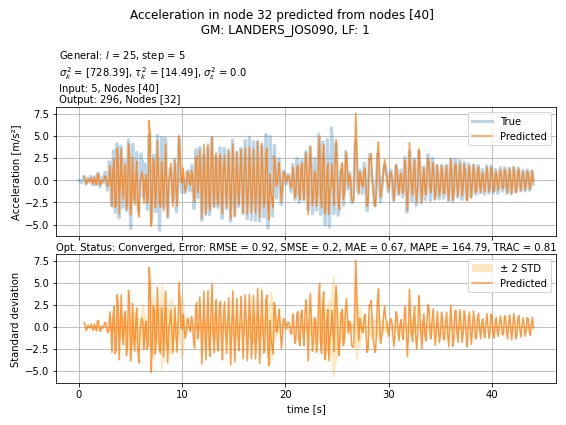 Acceleration in node 32 predicted from nodes [40]
GM: LANDERS_JOS090, LF: 1
General: l = 25, step = 5
σ²ₖ = [728.39], τ²ₖ = [14.49], σ²ε = 0.0
Input: 5, Nodes [40]
Output: 296, Nodes [32]
Acceleration [m/s²]
7.5
5.0
2.5
0.0
−2.5
−5.0
True
Predicted
Opt. Status: Converged, Error: RMSE = 0.92, SMSE = 0.2, MAE = 0.67, MAPE = 164.79, TRAC = 0.81
Standard deviation
7.5
5.0
2.5
0.0
−2.5
−5.0
± 2 STD
Predicted
0 10 20 30 40
time [s]